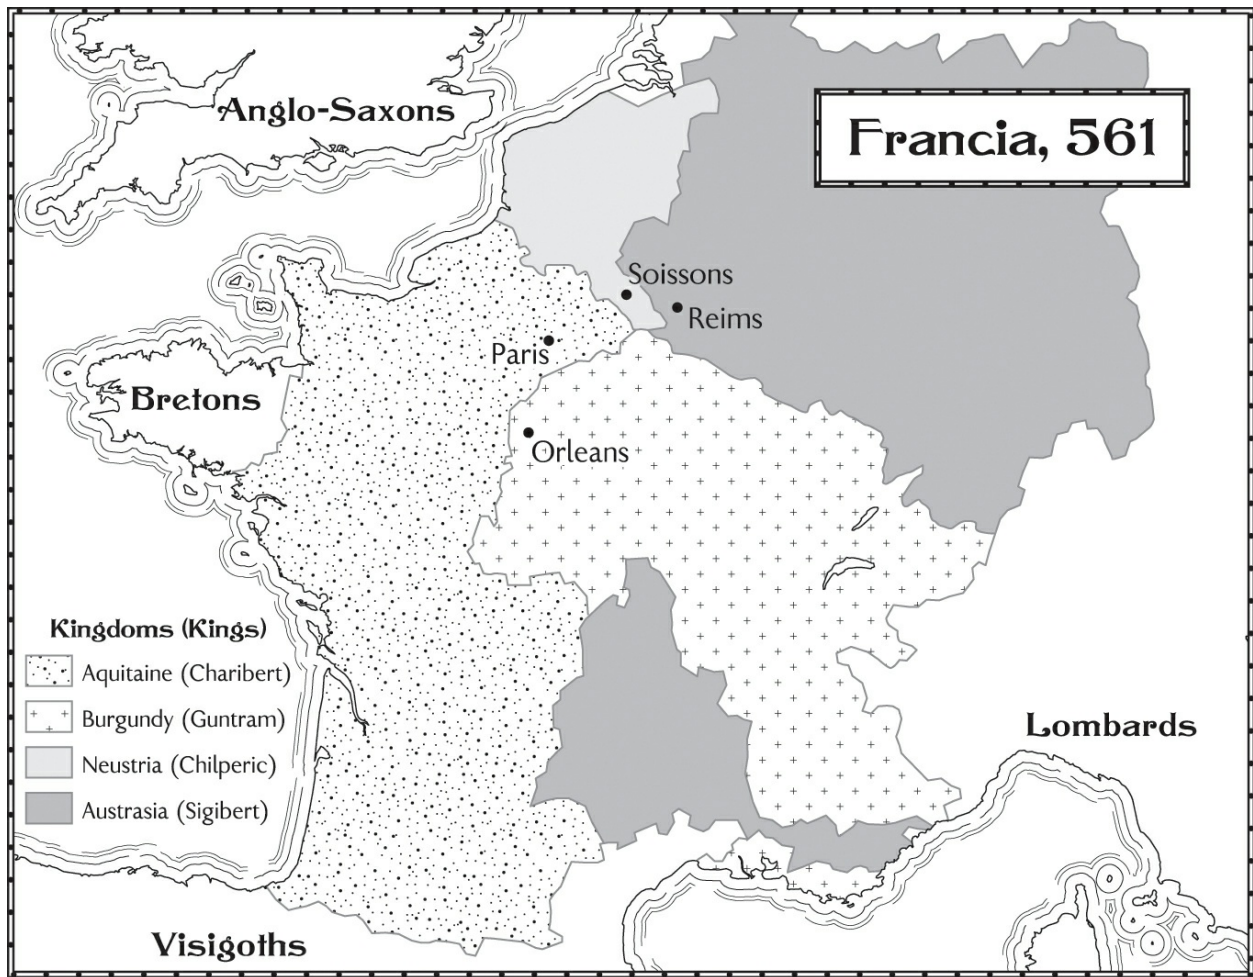 Anglo-Saxons
Francia, 561
Soissons
Reims
Paris
Bretons
Orleans
Kingdoms (Kings)
Aquitaine (Charibert)
Burgundy (Guntram)
Neustria (Chilperic)
Austrasia (Sigibert)
Lombards
Visigoths